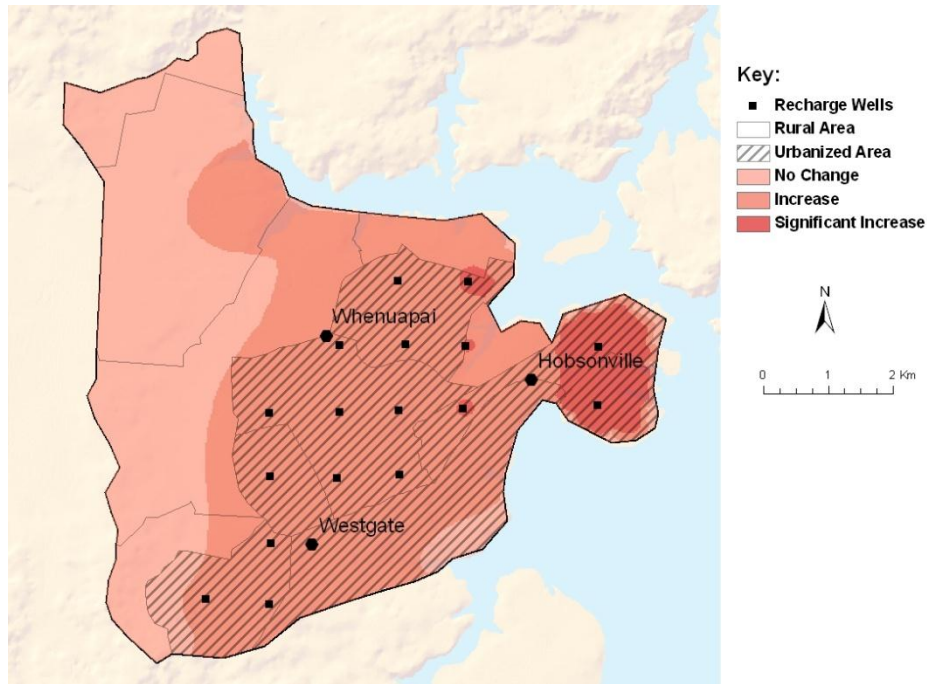 Key:
Recharge Wells
Rural Area
Urbanized Area
No Change
Increase
Significant Increase
N
0 1 2 Km
Whenuapai
Hobsonville
Westgate